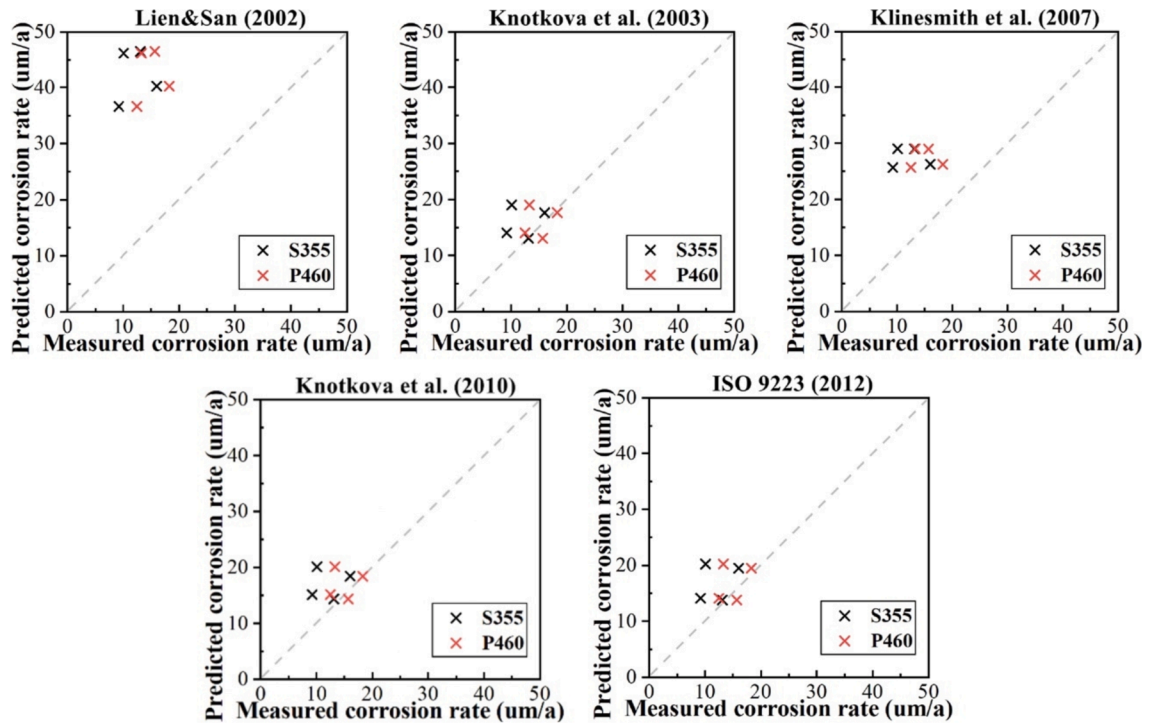 Lien&San (2002)
Predicted corrosion rate (um/a)
50
40
30
20
10
0
S355
P460
0 10 20 30 40 50
Measured corrosion rate (um/a)
Knotkova et al. (2003)
Predicted corrosion rate (um/a)
50
40
30
20
10
0
S355
P460
0 10 20 30 40 50
Measured corrosion rate (um/a)
Klinesmith et al. (2007)
Predicted corrosion rate (um/a)
50
40
30
20
10
0
S355
P460
0 10 20 30 40 50
Measured corrosion rate (um/a)
Knotkova et al. (2010)
Predicted corrosion rate (um/a)
50
40
30
20
10
0
S355
P460
0 10 20 30 40 50
Measured corrosion rate (um/a)
ISO 9223 (2012)
Predicted corrosion rate (um/a)
50
40
30
20
10
0
S355
P460
0 10 20 30 40 50
Measured corrosion rate (um/a)